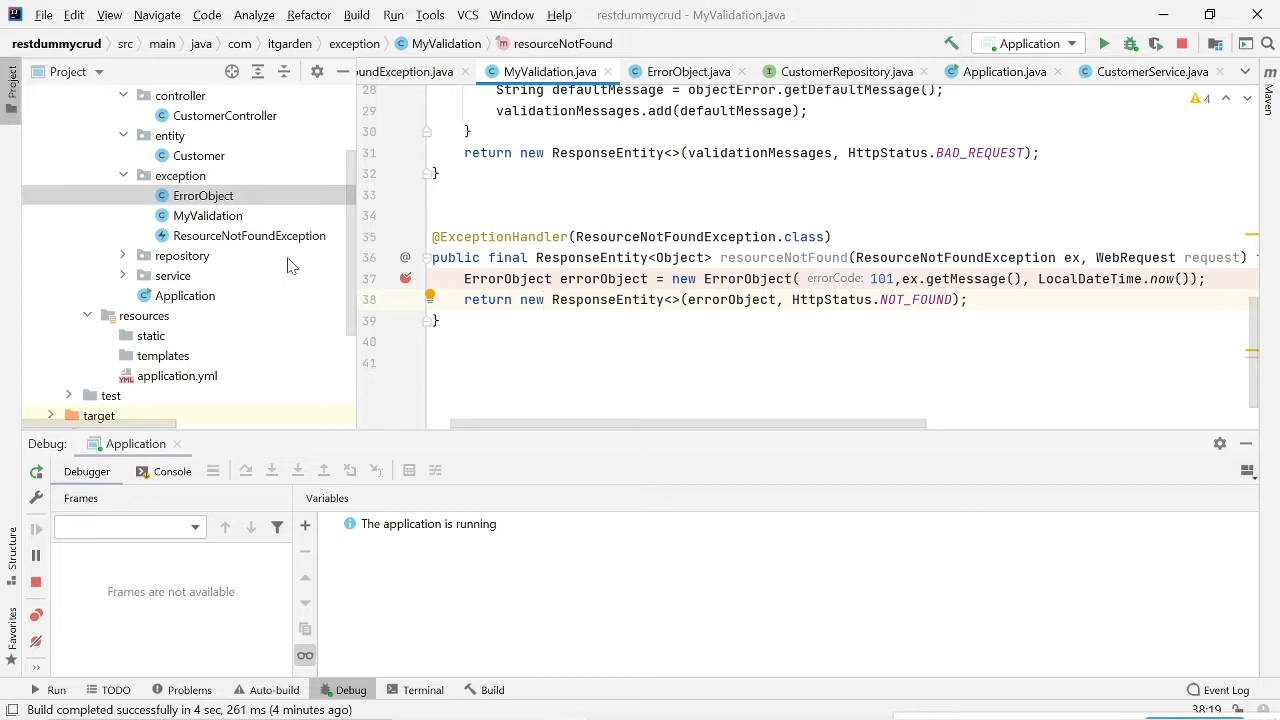 File Edit View Navigate Code Analyze Refactor Build Run Tools VCS Window Help restdummycrud - MyValidation.java
restdummycrud › src › main › java › com › itgarden › exception › MyValidation › resourceNotFound Application
Project
oundException.java MyValidation.java ErrorObject.java CustomerRepository.java Application.java CustomerService.java
controller
CustomerController
entity
Customer
exception
ErrorObject
MyValidation
ResourceNotFoundException
repository
service
Application
resources
static
templates
application.yml
test
target
28 String defaultMessage = objectError.getDefaultMessage();
29 validationMessages.add(defaultMessage);
30 }
31 return new ResponseEntity<>(validationMessages, HttpStatus.BAD_REQUEST);
32 }
33
34
35 @ExceptionHandler(ResourceNotFoundException.class)
36 public final ResponseEntity<Object> resourceNotFound(ResourceNotFoundException ex, WebRequest request)
37 ErrorObject errorObject = new ErrorObject( errorCode: 101,ex.getMessage(), LocalDateTime.now());
38 return new ResponseEntity<>(errorObject, HttpStatus.NOT_FOUND);
39 }
40
41
4
Project
Structure
Favorites
m Maven
Debug: Application
Debugger Console
Frames Variables
The application is running
Frames are not available
Run TODO Problems Auto-build Debug Terminal Build Event Log
Build completed successfully in 4 sec, 261 ms (4 minutes ago) 38:19